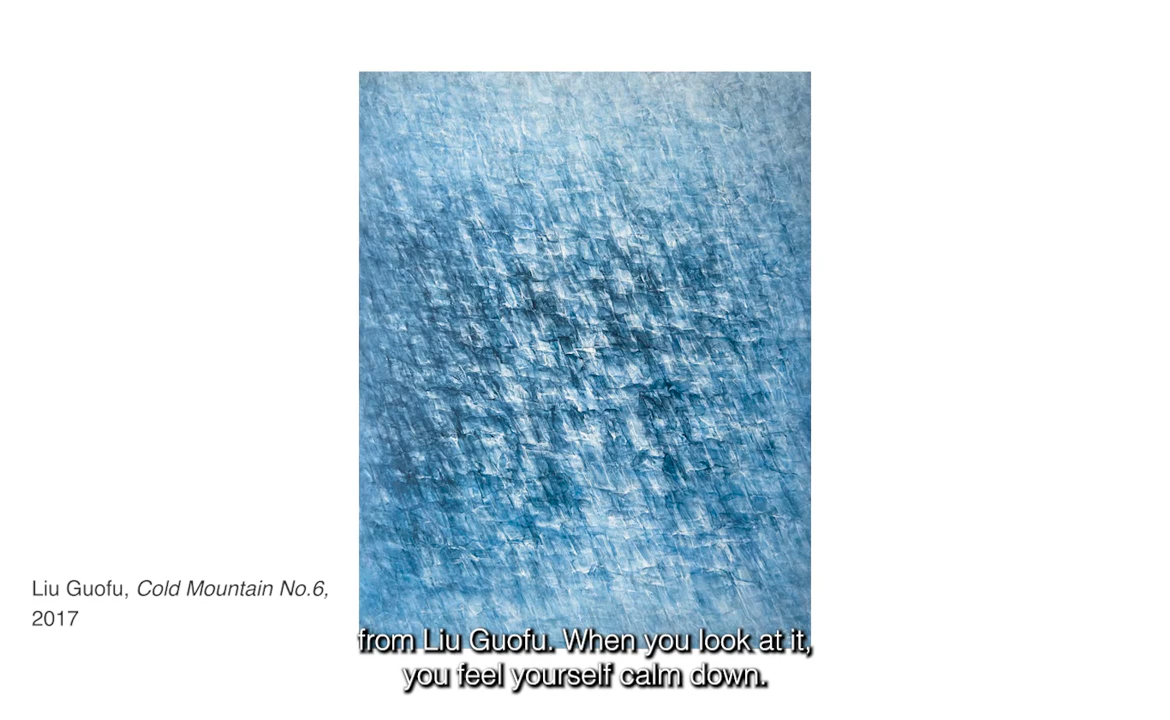 Liu Guofu, Cold Mountain No.6,
2017
from Liu Guofu. When you look at it,
you feel yourself calm down.